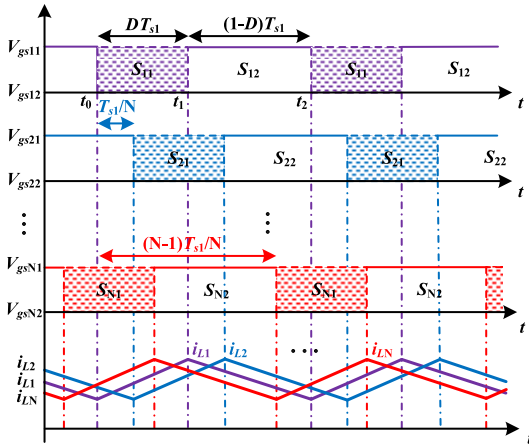 DTs1 (1-D)Ts1
Vgs11
S11 S12 S11 S12
Vgs12 t0 t1 t2 t
Ts1/N
Vgs21
S21 S22 S21 S22
Vgs22 t
⋮ ⋮
(N-1)Ts1/N
VgsN1
SN1 SN2 SN1 SN2
VgsN2 t
iL1 iL2 ••• iLN
iL2
iL1
iLN
t